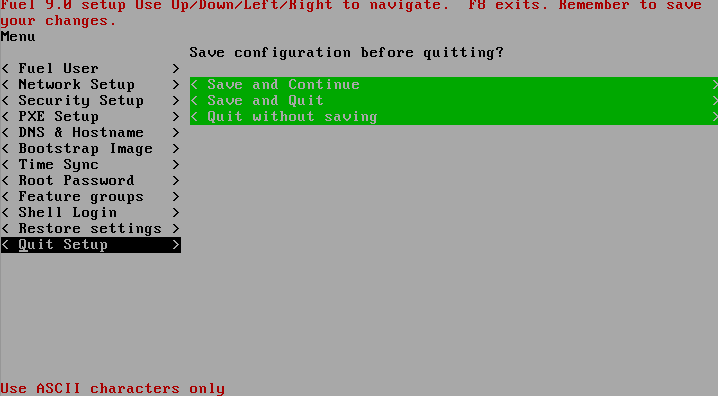 Fuel 9.0 setup Use Up/Down/Left/Right to navigate.  F8 exits. Remember to save
your changes.
Menu
Save configuration before quitting?
< Fuel User        >
< Network Setup    >
< Save and Continue >
< Security Setup   >
< Save and Quit >
< PXE Setup        >
< Quit without saving >
< DNS & Hostname   >
< Bootstrap Image  >
< Time Sync        >
< Root Password    >
< Feature groups   >
< Shell Login      >
< Restore settings >
< Quit Setup       >
Use ASCII characters only